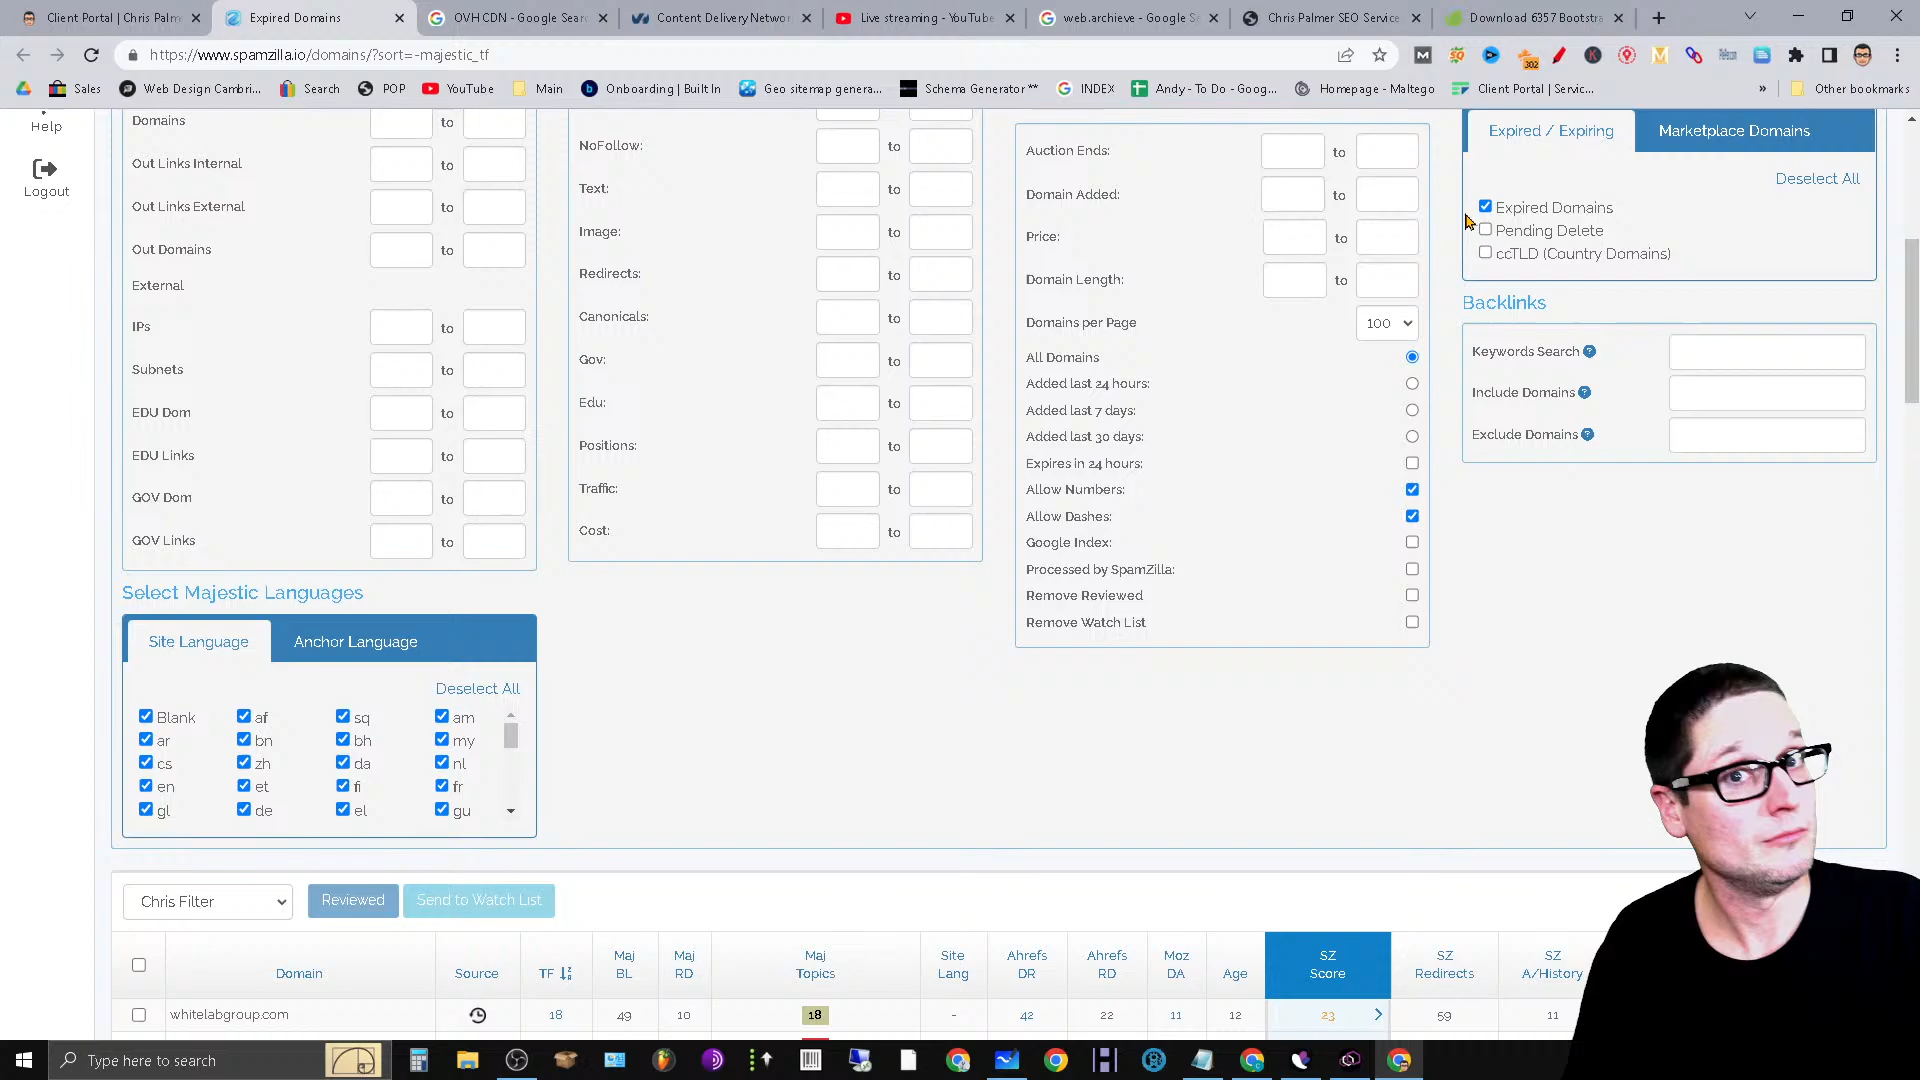 Client Portal | Chris Palm
Expired Domains
OVH CDN - Google Sear
Content Delivery Networ
Live streaming - YouTube
web.archieve - Google S
Chris Palmer SEO Service
Download 6357 Bootstra
https://www.spamzilla.io/domains/?sort=-majestic_tf
302
Sales
Web Design Cambri...
Search
POP
YouTube
Main
Onboarding | Built In
Geo sitemap genera...
Schema Generator **
INDEX
Andy - To Do - Goog...
Homepage - Maltego
Client Portal | Servic...
»
Other bookmarks
Help
Logout
Domains to
Out Links Internal to
Out Links External to
Out Domains to
External
IPs to
Subnets to
EDU Dom to
EDU Links to
GOV Dom to
GOV Links to
NoFollow: to
Text: to
Image: to
Redirects: to
Canonicals: to
Gov: to
Edu: to
Positions: to
Traffic: to
Cost: to
Auction Ends: to
Domain Added: to
Price: to
Domain Length: to
Domains per Page 100
All Domains
Added last 24 hours:
Added last 7 days:
Added last 30 days:
Expires in 24 hours:
Allow Numbers:
Allow Dashes:
Google Index:
Processed by SpamZilla:
Remove Reviewed
Remove Watch List
Expired / Expiring Marketplace Domains
Deselect All
Expired Domains
Pending Delete
ccTLD (Country Domains)
Backlinks
Keywords Search
Include Domains
Exclude Domains
Select Majestic Languages
Site Language Anchor Language
Deselect All
Blank af sq am
ar bn bh my
cs zh da nl
en et fi fr
gl de el gu
Chris Filter Reviewed Send to Watch List
Domain Source TF Maj BL Maj RD Maj Topics Site Lang Ahrefs DR Ahrefs RD Moz DA Age SZ Score SZ Redirects SZ A/History
whitelabgroup.com 18 49 10 18 - 42 22 11 12 23 59 11
Type here to search